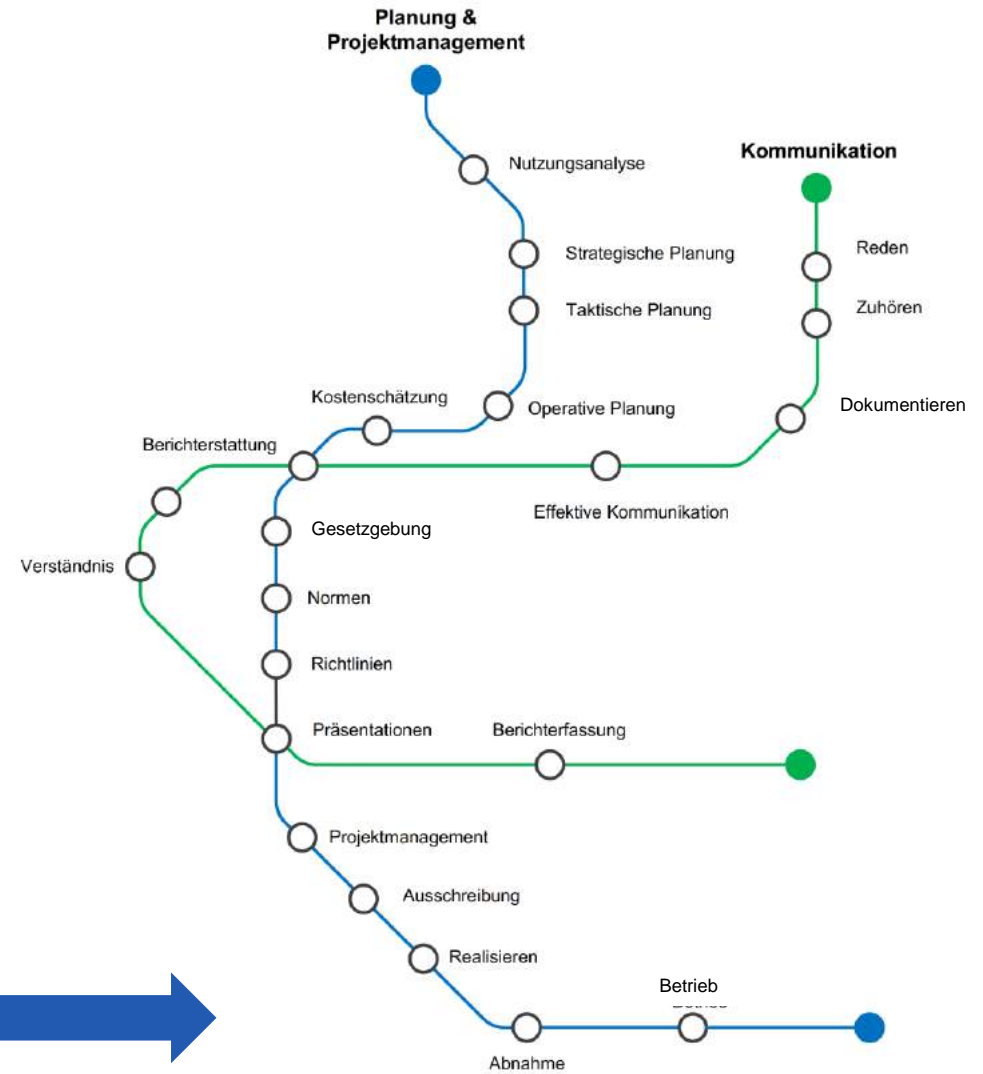 Planung &
Projektmanagement
Kommunikation
Nutzungsanalyse
Reden
Strategische Planung
Zuhören
Taktische Planung
Kostenschätzung
Operative Planung
Dokumentieren
Berichterstattung
Effektive Kommunikation
Gesetzgebung
Verständnis
Normen
Richtlinien
Präsentationen
Berichterfassung
Projektmanagement
Ausschreibung
Realisieren
Betrieb
Abnahme